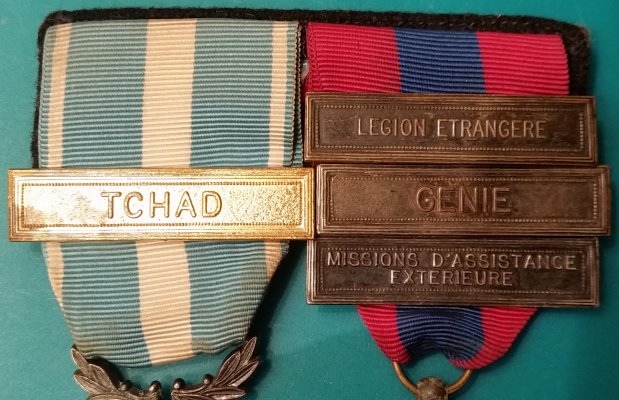 TCHAD
LEGION ETRANGERE
GENIE
MISSIONS D'ASSISTANCE
EXTERIEURE